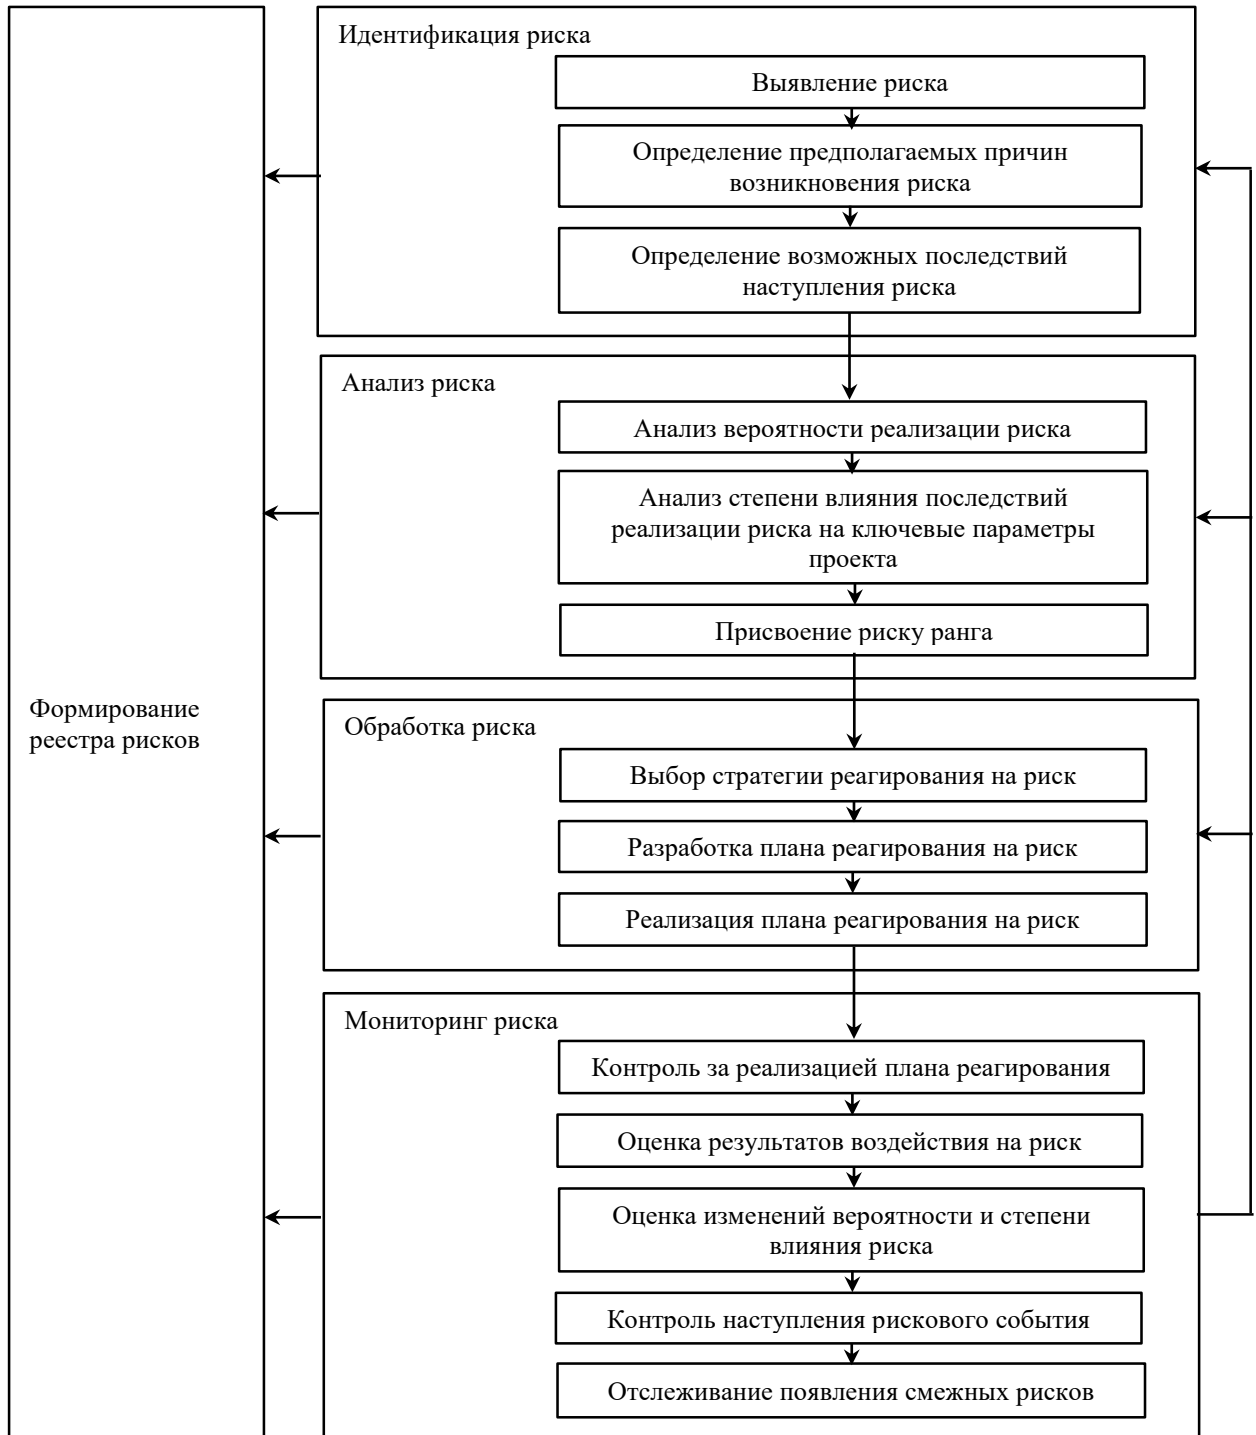 Идентификация риска
Выявление риска
Определение предполагаемых причин
возникновения риска
Определение возможных последствий
наступления риска
Анализ риска
Анализ вероятности реализации риска
Анализ степени влияния последствий
реализации риска на ключевые параметры
проекта
Присвоение риску ранга
Формирование
реестра рисков
Обработка риска
Выбор стратегии реагирования на риск
Разработка плана реагирования на риск
Реализация плана реагирования на риск
Мониторинг риска
Контроль за реализацией плана реагирования
Оценка результатов воздействия на риск
Оценка изменений вероятности и степени
влияния риска
Контроль наступления рискового события
Отслеживание появления смежных рисков